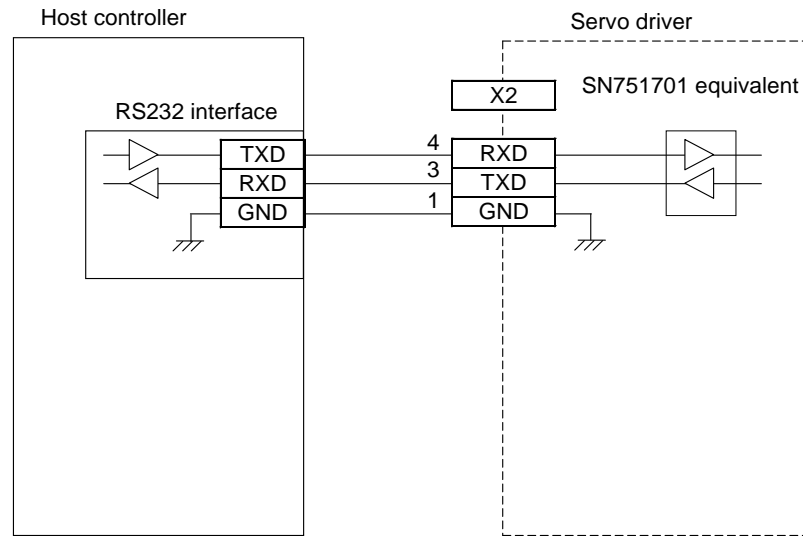 Host controller
Servo driver
X2
SN751701 equivalent
RS232 interface
TXD 4 RXD
RXD 3 TXD
GND 1 GND